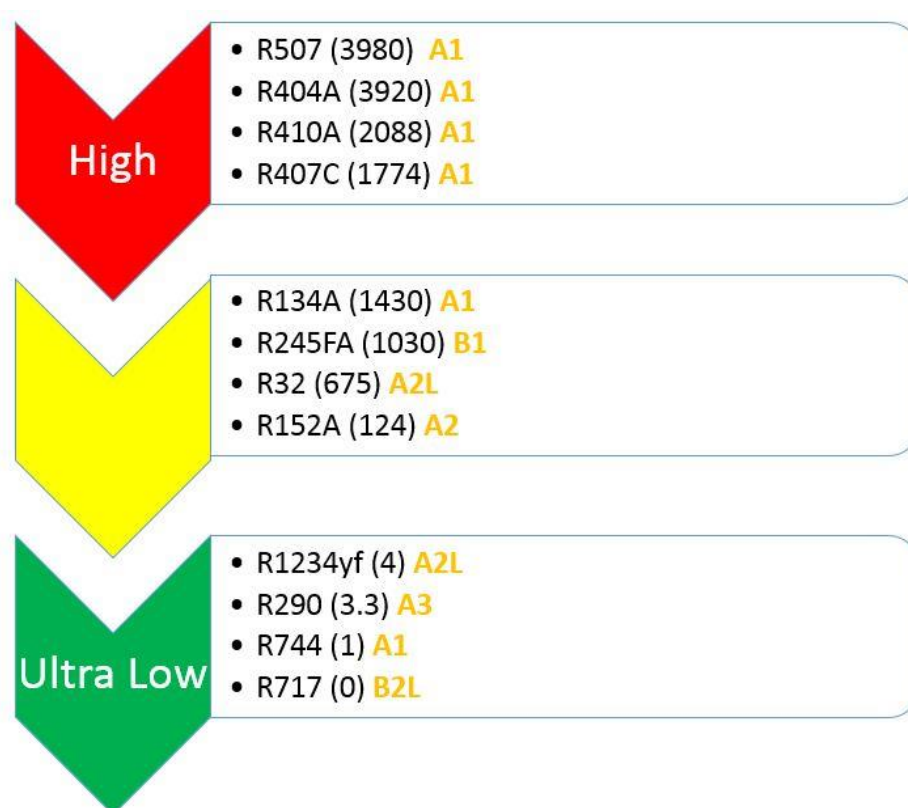 High
• R507 (3980) A1
• R404A (3920) A1
• R410A (2088) A1
• R407C (1774) A1
• R134A (1430) A1
• R245FA (1030) B1
• R32 (675) A2L
• R152A (124) A2
Ultra Low
• R1234yf (4) A2L
• R290 (3.3) A3
• R744 (1) A1
• R717 (0) B2L